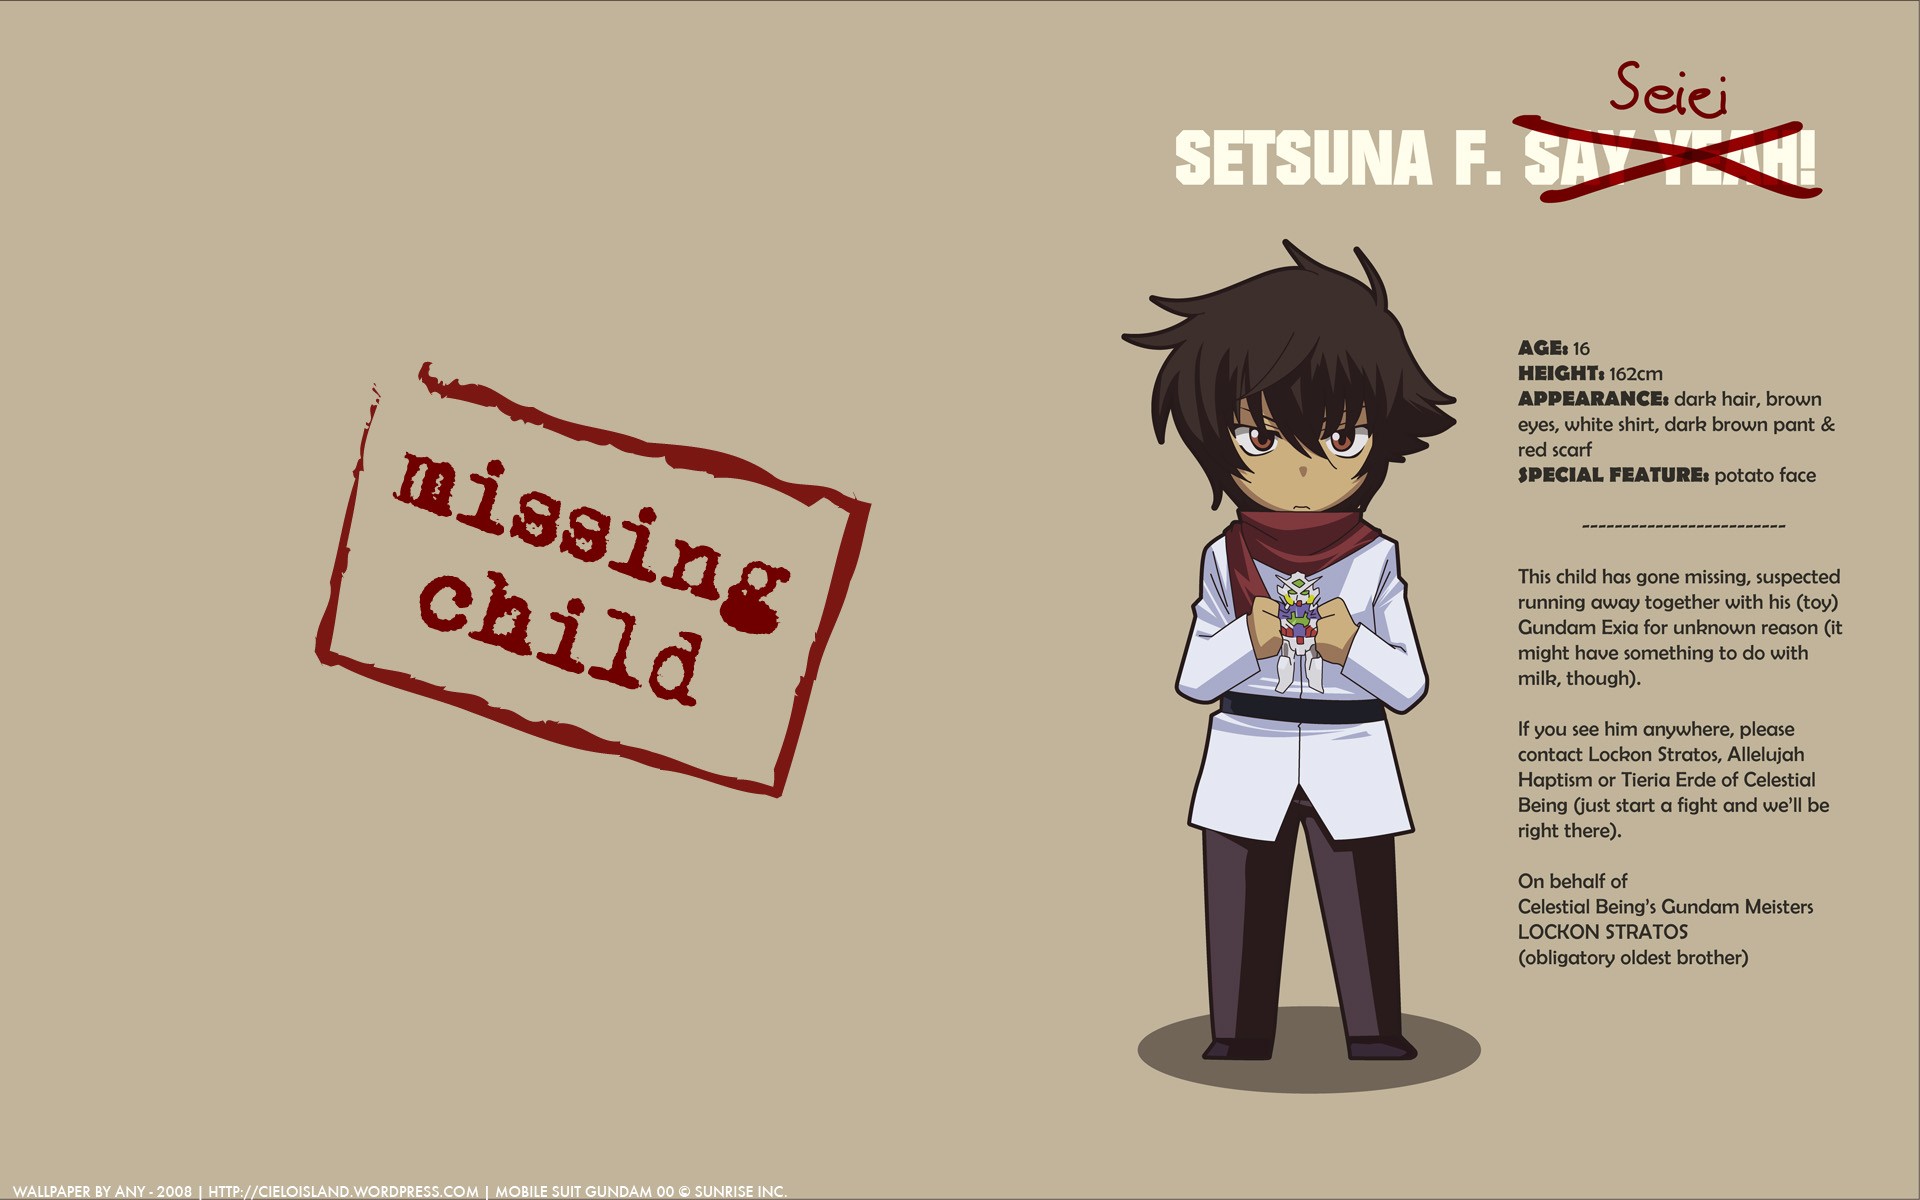 missing
child
Seiei
SETSUNA F. SAY YEAH!
AGE: 16
HEIGHT: 162cm
APPEARANCE: dark hair, brown
eyes, white shirt, dark brown pant &
red scarf
SPECIAL FEATURE: potato face
-------------------------
This child has gone missing, suspected
running away together with his (toy)
Gundam Exia for unknown reason (it
might have something to do with
milk, though).
If you see him anywhere, please
contact Lockon Stratos, Allelujah
Haptism or Tieria Erde of Celestial
Being (just start a fight and we'll be
right there).
On behalf of
Celestial Being's Gundam Meisters
LOCKON STRATOS
(obligatory oldest brother)
WALLPAPER BY ANY - 2008 | HTTP://CIELOISLAND.WORDPRESS.COM | MOBILE SUIT GUNDAM 00 © SUNRISE INC.